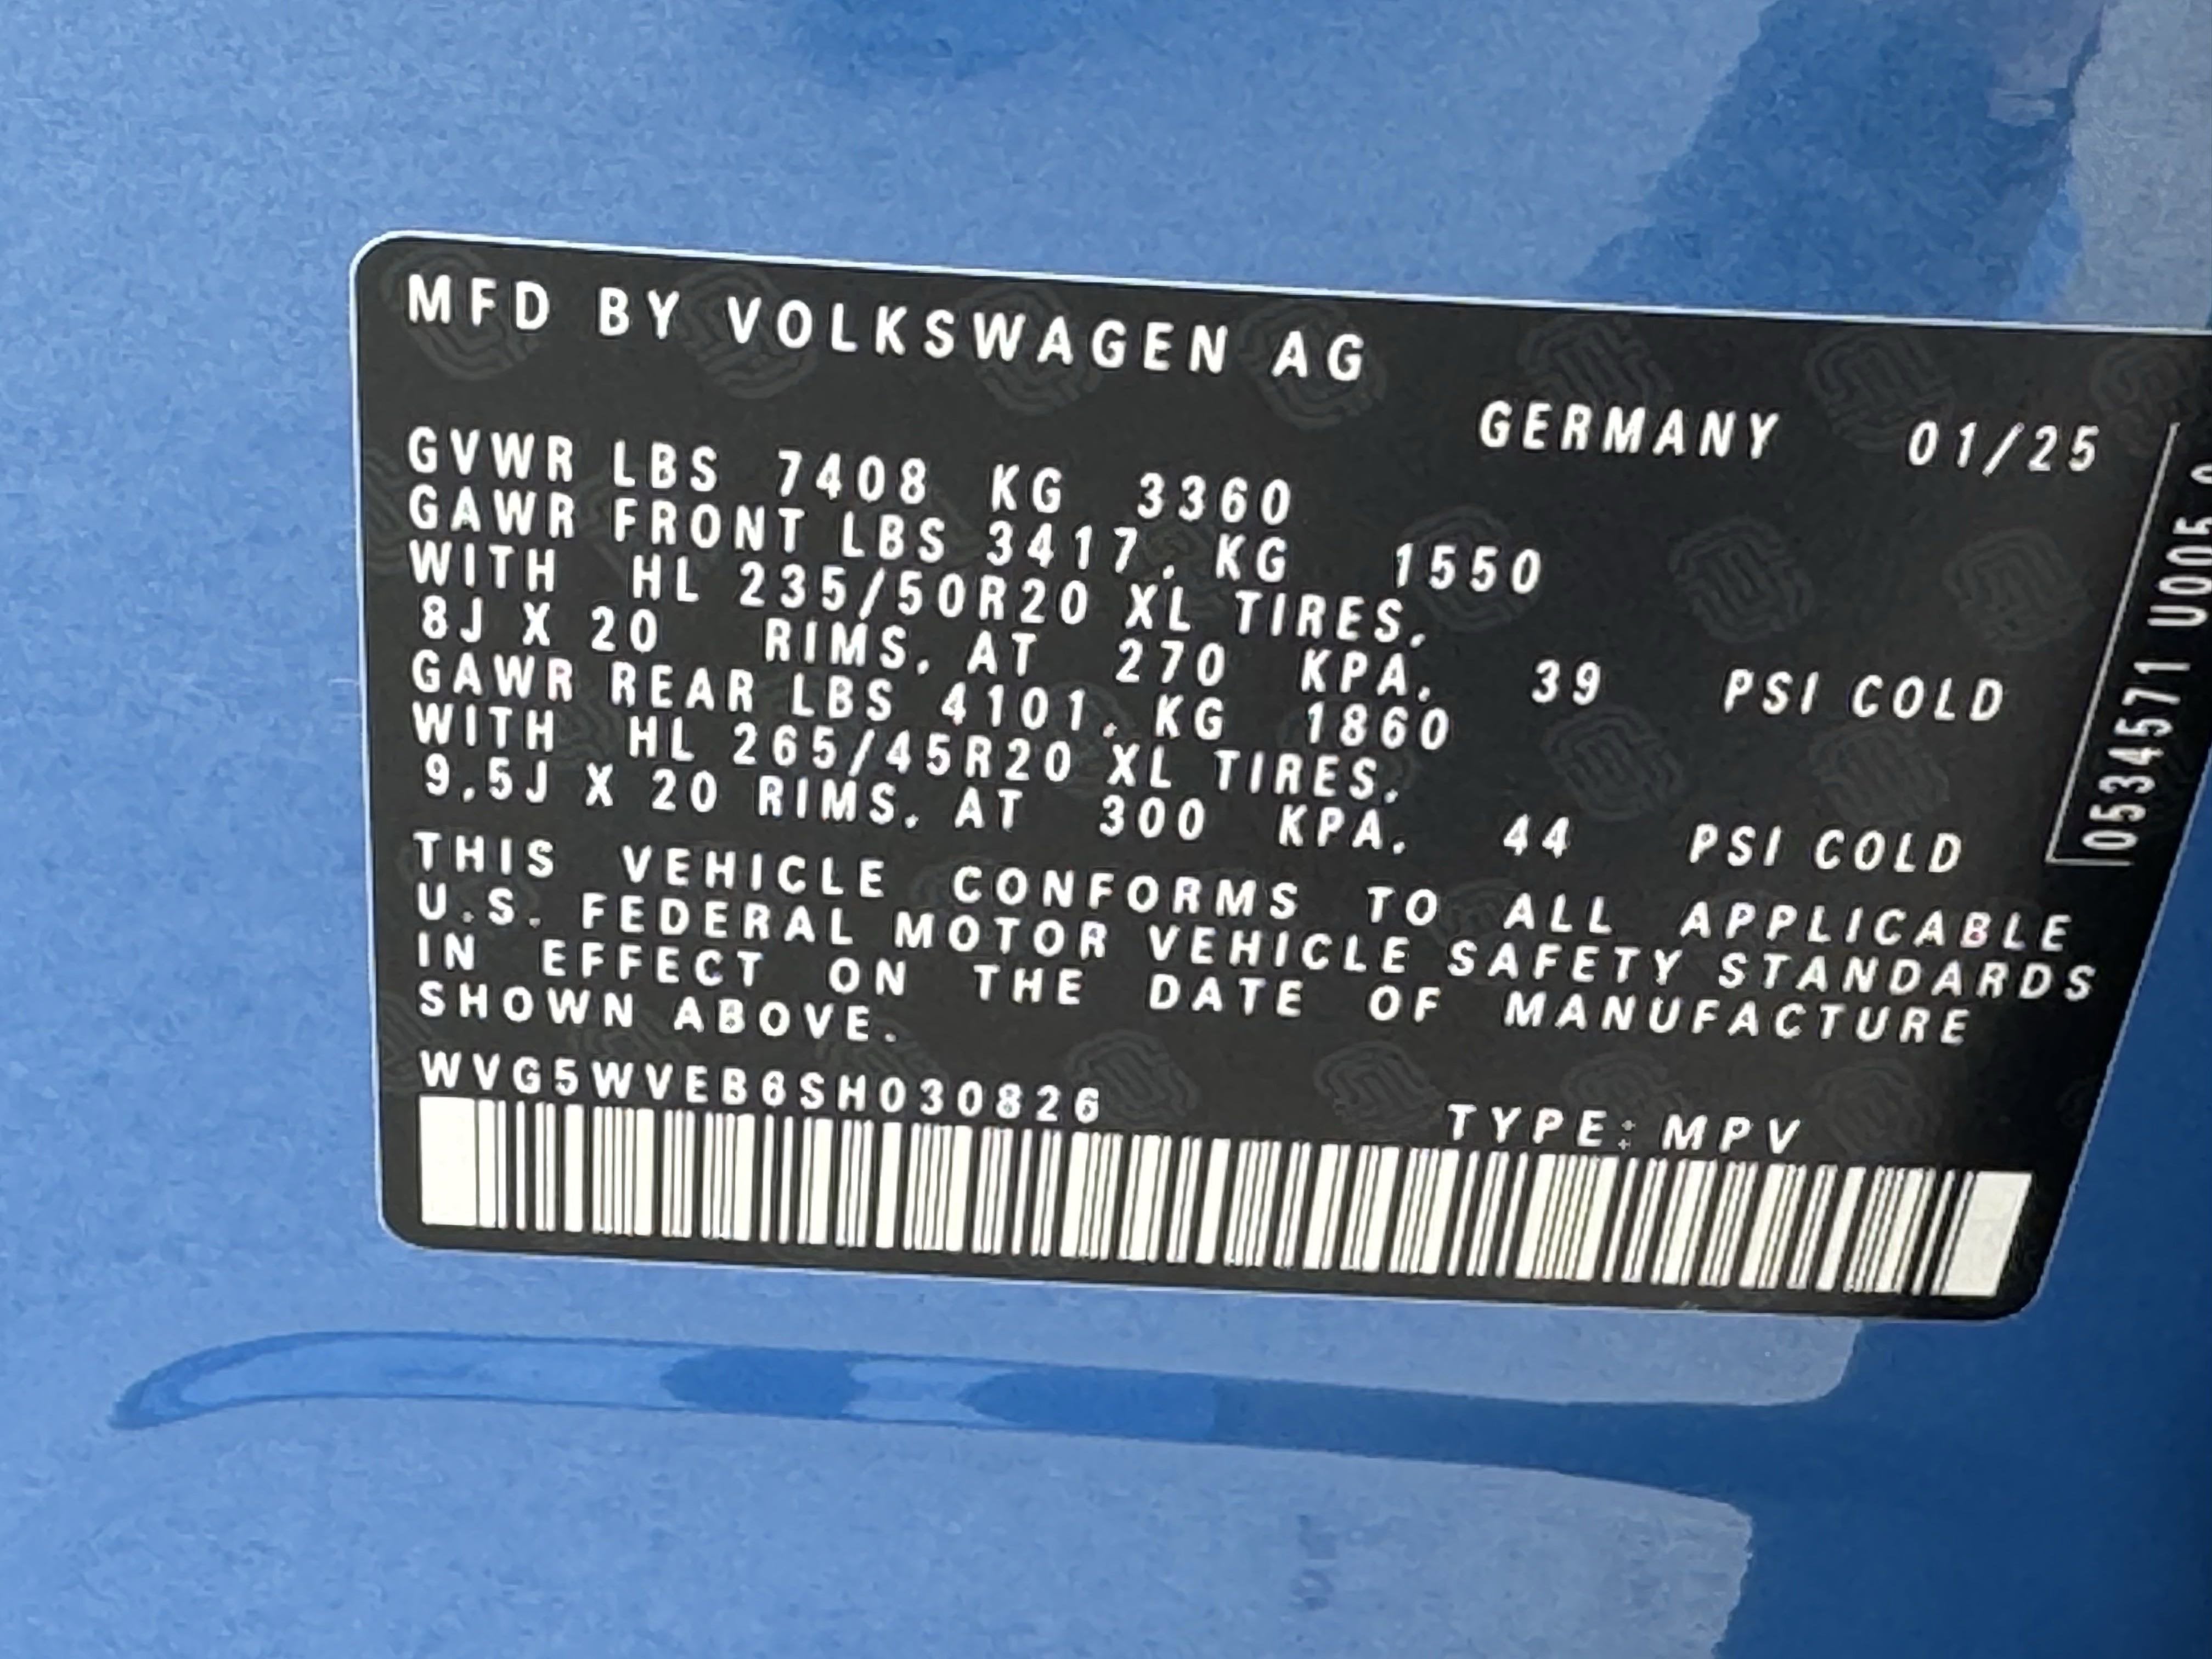 MFD BY VOLKSWAGEN AG
GERMANY 01/25
GVWR LBS 7408 KG 3360
GAWR FRONT LBS 3417, KG 1550
WITH HL 235/50R20 XL TIRES,
8J X 20 RIMS, AT 270 KPA, 39 PSI COLD
GAWR REAR LBS 4101, KG 1860
WITH HL 265/45R20 XL TIRES,
9,5J X 20 RIMS, AT 300 KPA, 44 PSI COLD
THIS VEHICLE CONFORMS TO ALL APPLICABLE
U.S. FEDERAL MOTOR VEHICLE SAFETY STANDARDS
IN EFFECT ON THE DATE OF MANUFACTURE
SHOWN ABOVE.
WVG5WVEB6SH030826
TYPE: MPV
0534571 U005